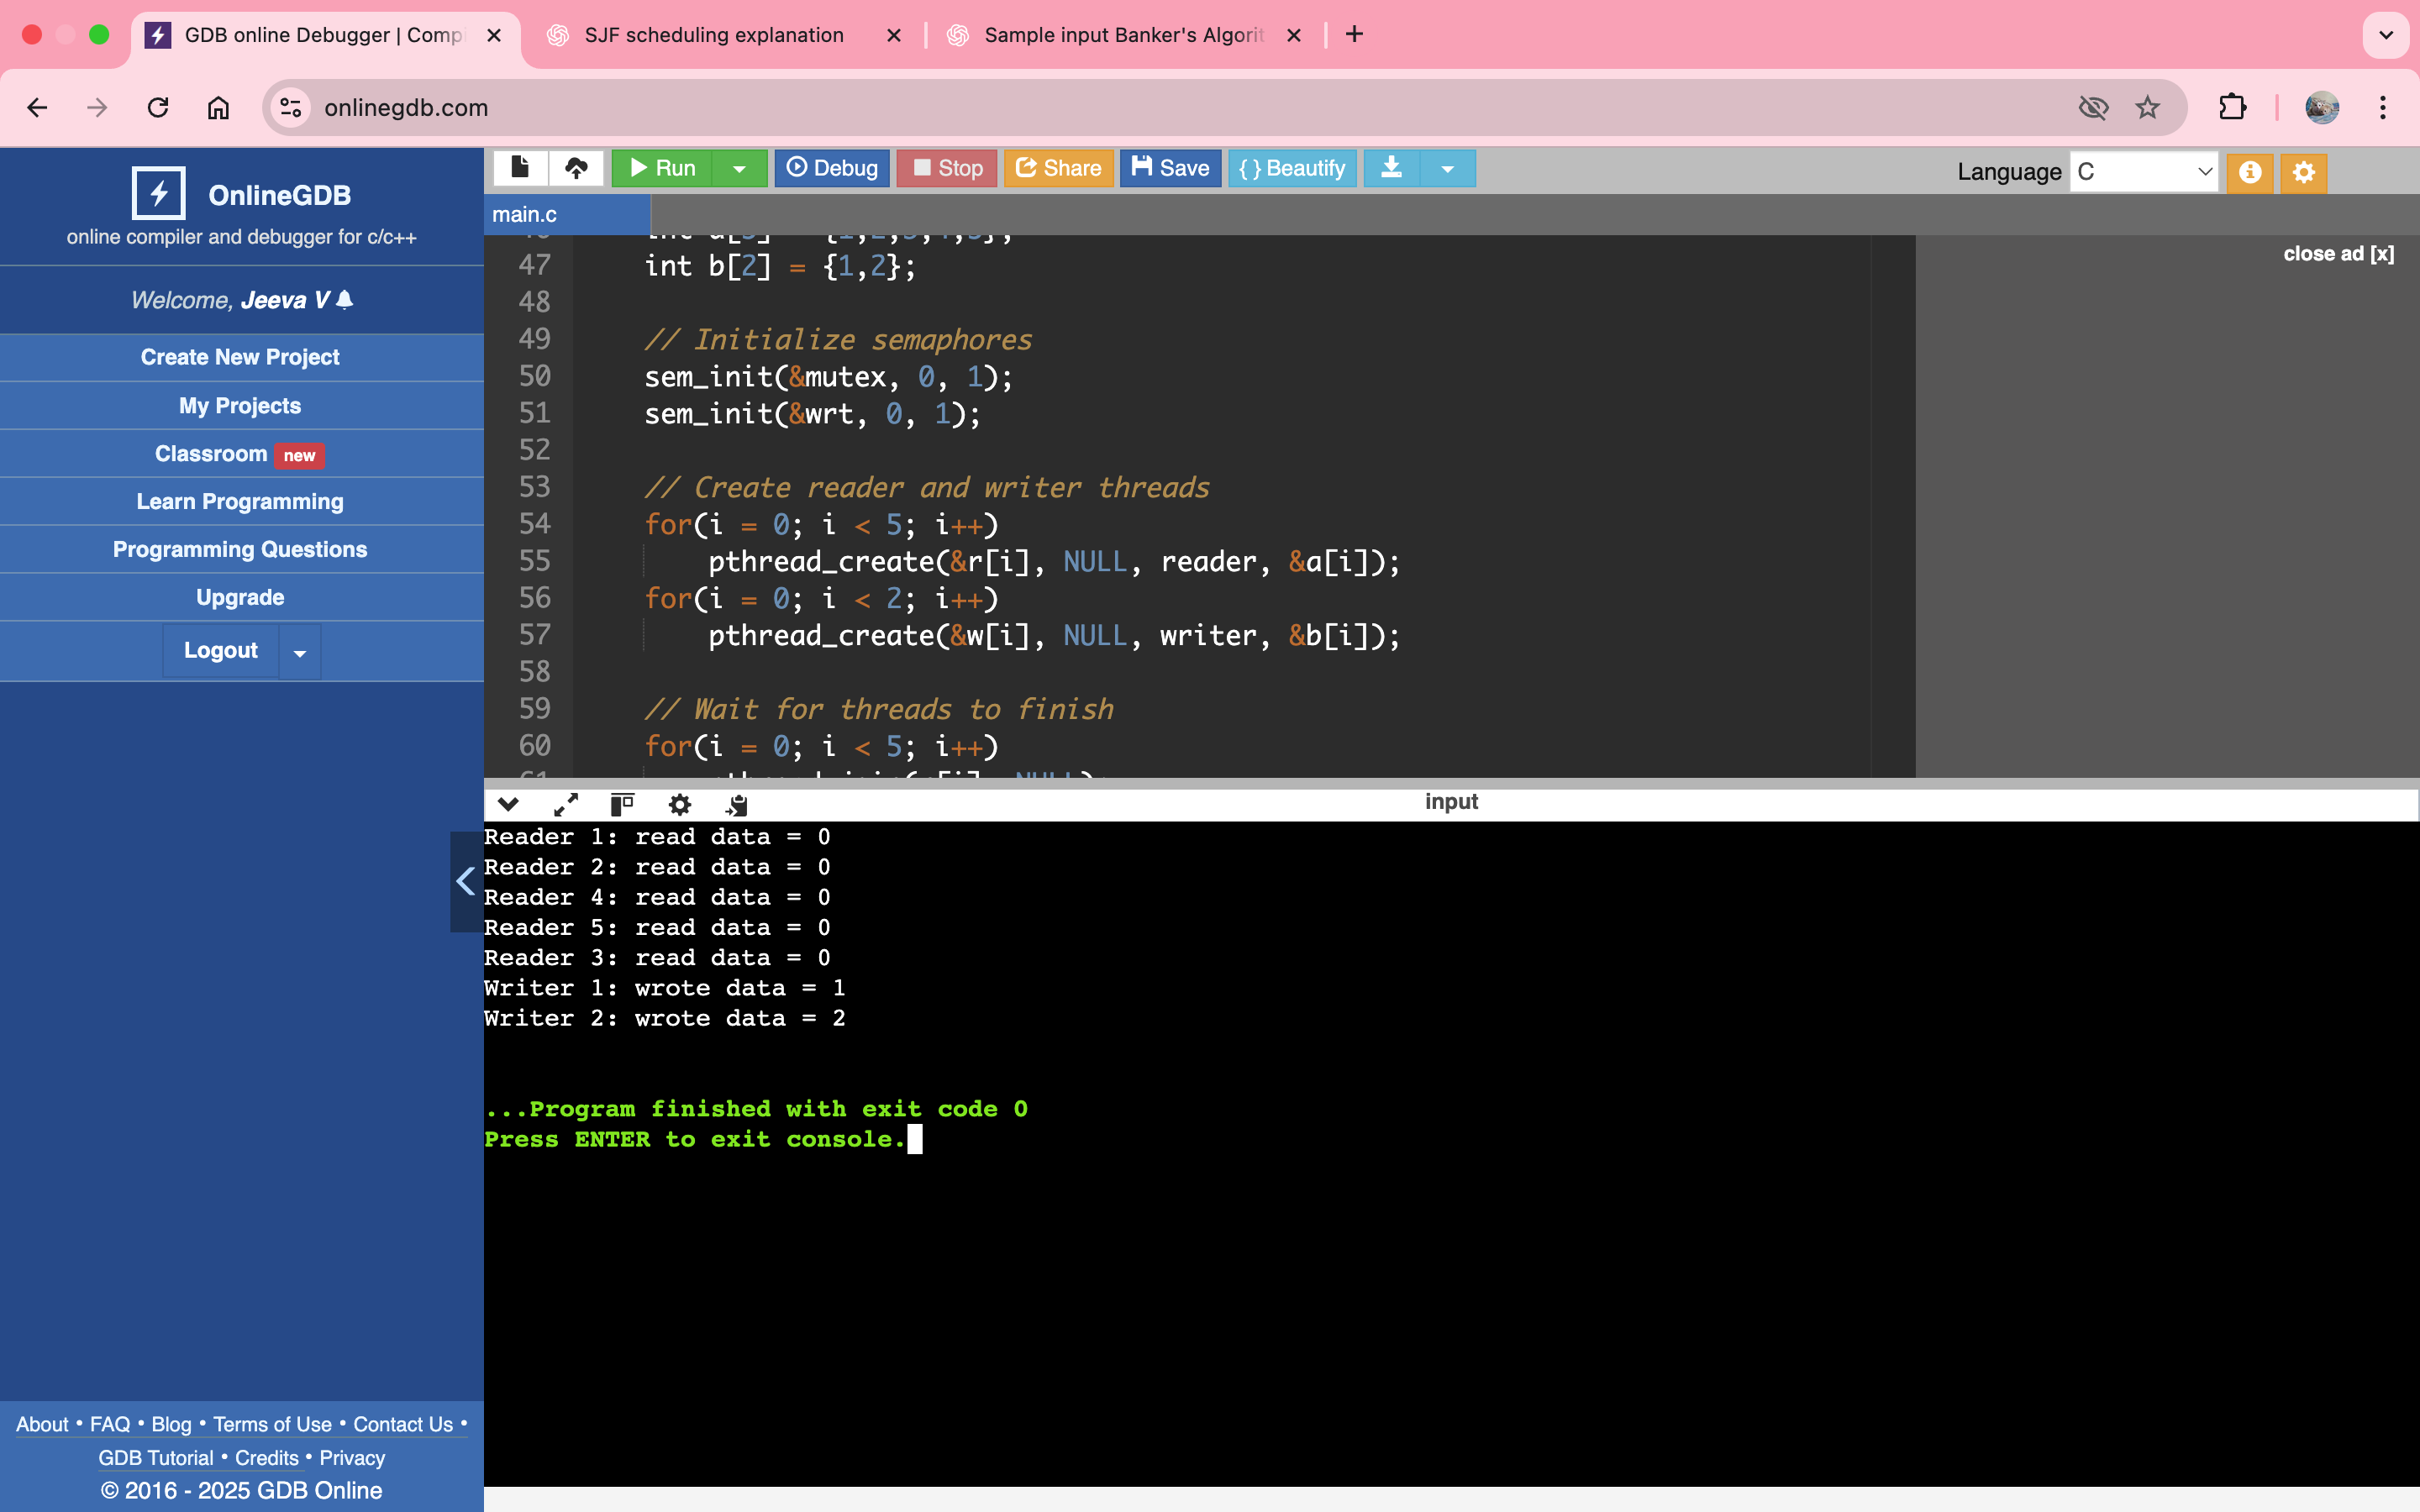 GDB online Debugger | Comp
SJF scheduling explanation
Sample input Banker's Algorit
onlinegdb.com
OnlineGDB
online compiler and debugger for c/c++
Welcome, Jeeva V
Create New Project
My Projects
Classroom new
Learn Programming
Programming Questions
Upgrade
Logout
About • FAQ • Blog • Terms of Use • Contact Us •
GDB Tutorial • Credits • Privacy
© 2016 - 2025 GDB Online
Run Debug Stop Share Save { } Beautify
Language C
main.c
close ad [x]
47 int b[2] = {1,2};
48
49 // Initialize semaphores
50 sem_init(&mutex, 0, 1);
51 sem_init(&wrt, 0, 1);
52
53 // Create reader and writer threads
54 for(i = 0; i < 5; i++)
55 pthread_create(&r[i], NULL, reader, &a[i]);
56 for(i = 0; i < 2; i++)
57 pthread_create(&w[i], NULL, writer, &b[i]);
58
59 // Wait for threads to finish
60 for(i = 0; i < 5; i++)
input
Reader 1: read data = 0
Reader 2: read data = 0
Reader 4: read data = 0
Reader 5: read data = 0
Reader 3: read data = 0
Writer 1: wrote data = 1
Writer 2: wrote data = 2
...Program finished with exit code 0
Press ENTER to exit console.